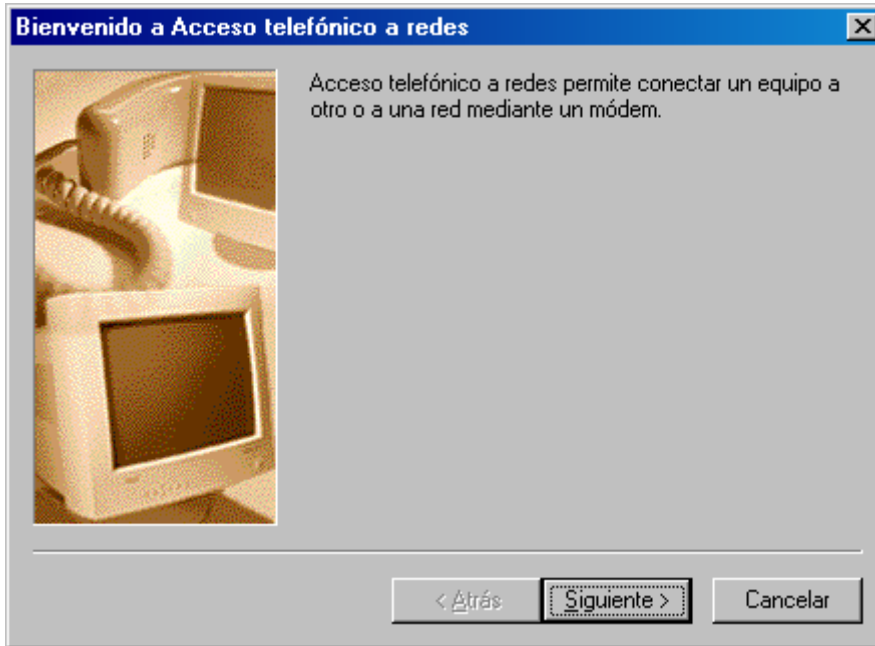 Bienvenido a Acceso telefónico a redes
Acceso telefónico a redes permite conectar un equipo a
otro o a una red mediante un módem.
< Atrás
Siguiente >
Cancelar